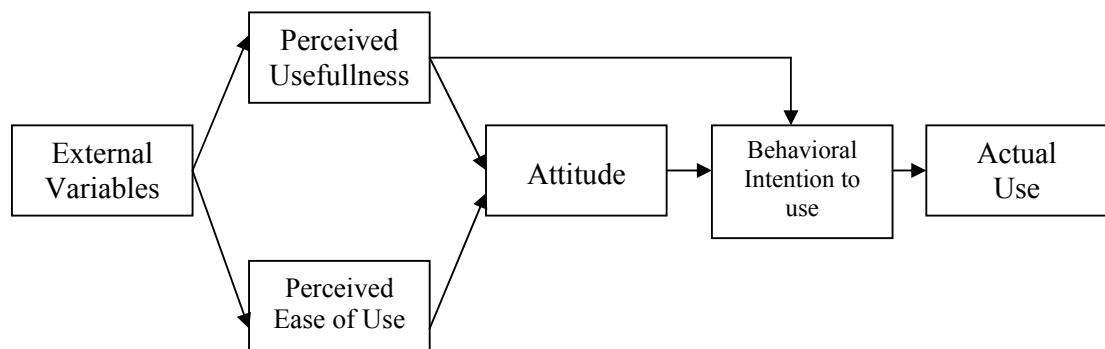 Perceived
Usefullness
External
Variables
Attitude
Behavioral
Intention to
use
Actual
Use
Perceived
Ease of Use